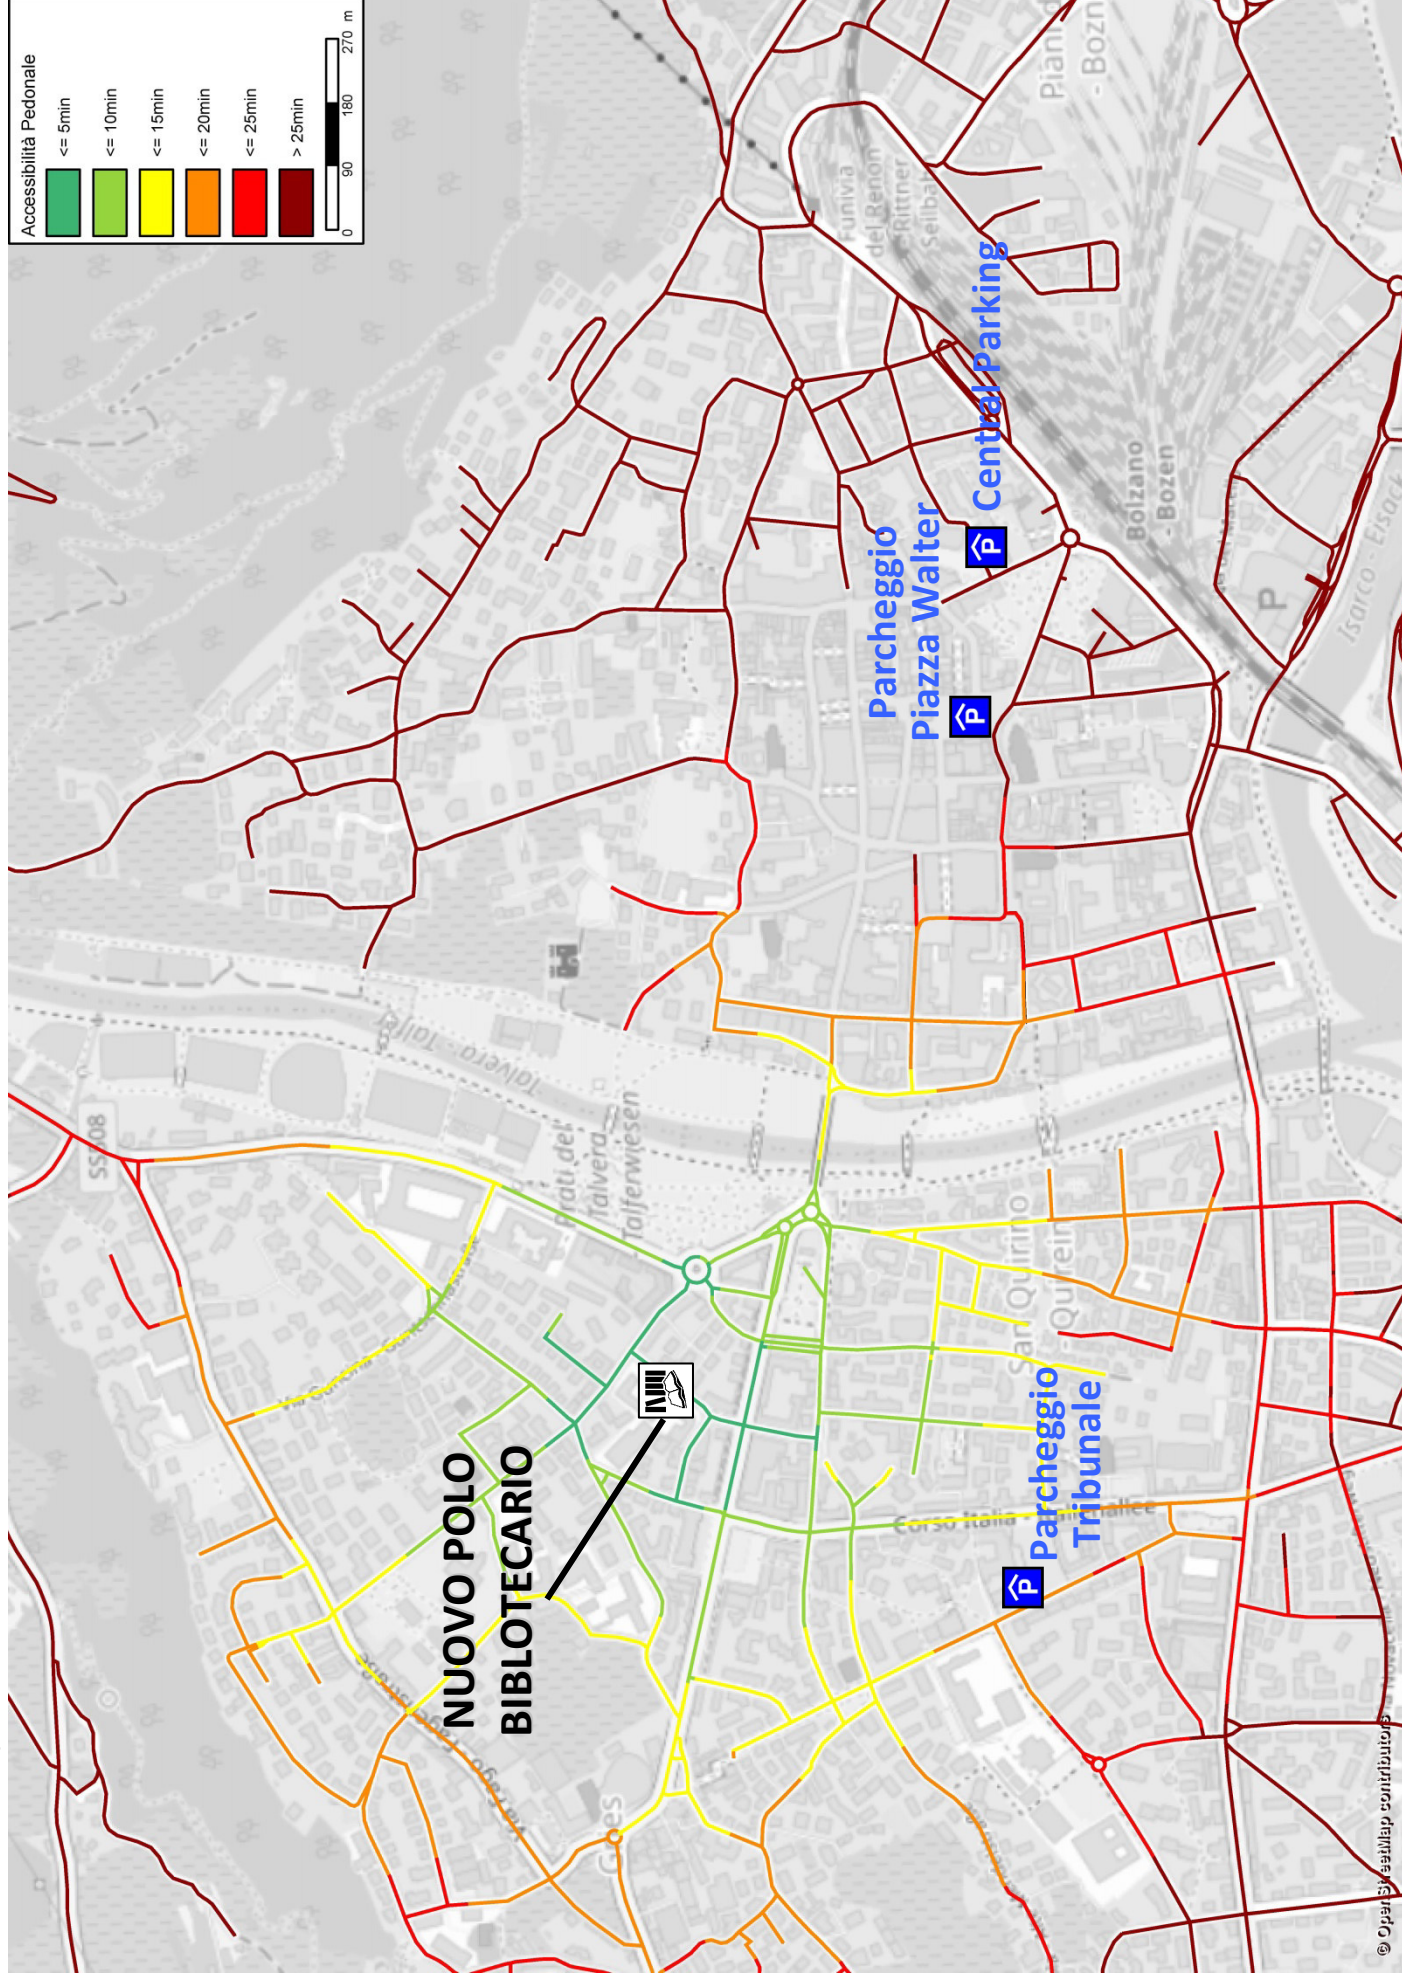 Accessibilità Pedonale
<= 5min
<= 10min
<= 15min
<= 20min
<= 25min
> 25min
0 90 180 270 m
NUOVO POLO
BIBLOTECARIO
Parcheggio
Tribunale
P
Parcheggio
Piazza Walter
P
Central Parking
P
Funivia
del Renon
Rittner
Bolzano
- Bozen
P
Isarco - Eisack
SS508
Talvera - Talfer
Prati del
Talvera
Talferwiesen
San Quirino
Quirein
Corso Italia -
Gries
© OpenStreetMap contributors